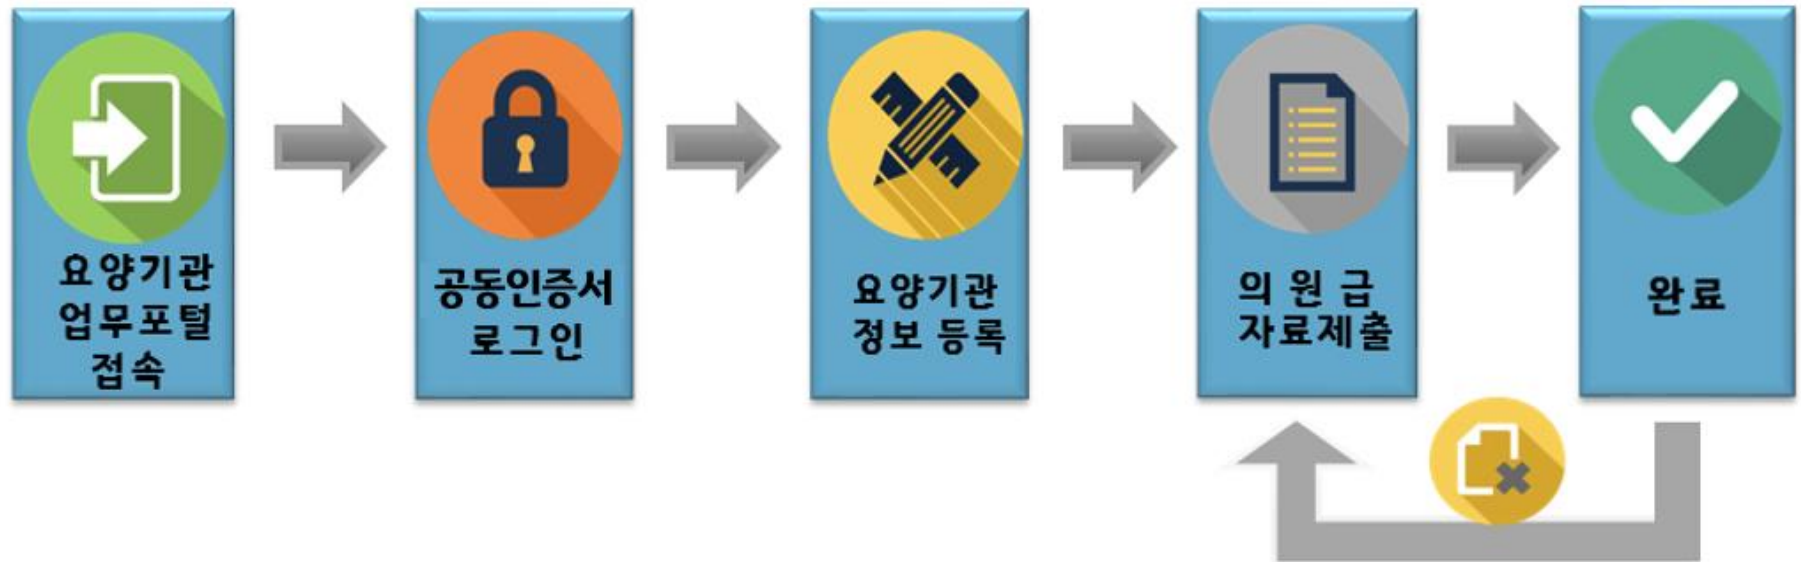 요양기관
업무포털
접속
공동인증서
로그인
요양기관
정보 등록
의 원 급
자료제출
완료